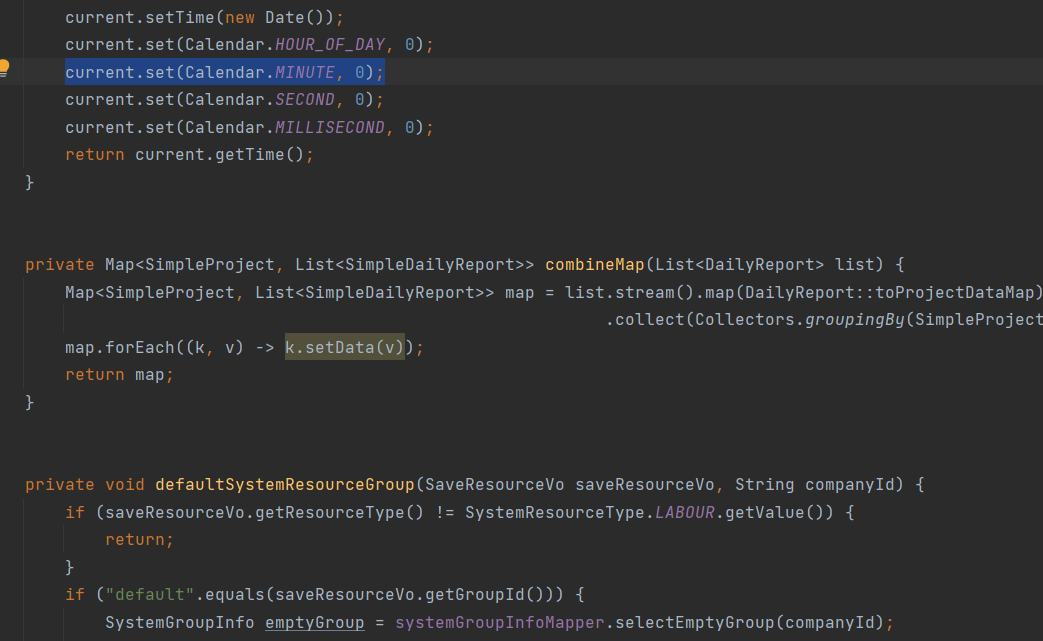 current.setTime(new Date());
current.set(Calendar.HOUR_OF_DAY, 0);
current.set(Calendar.MINUTE, 0);
current.set(Calendar.SECOND, 0);
current.set(Calendar.MILLISECOND, 0);
return current.getTime();
}
private Map<SimpleProject, List<SimpleDailyReport>> combineMap(List<DailyReport> list) {
Map<SimpleProject, List<SimpleDailyReport>> map = list.stream().map(DailyReport::toProjectDataMap)
.collect(Collectors.groupingBy(SimpleProject
map.forEach((k, v) -> k.setData(v));
return map;
}
private void defaultSystemResourceGroup(SaveResourceVo saveResourceVo, String companyId) {
if (saveResourceVo.getResourceType() != SystemResourceType.LABOUR.getValue()) {
return;
}
if ("default".equals(saveResourceVo.getGroupId())) {
SystemGroupInfo emptyGroup = systemGroupInfoMapper.selectEmptyGroup(companyId);